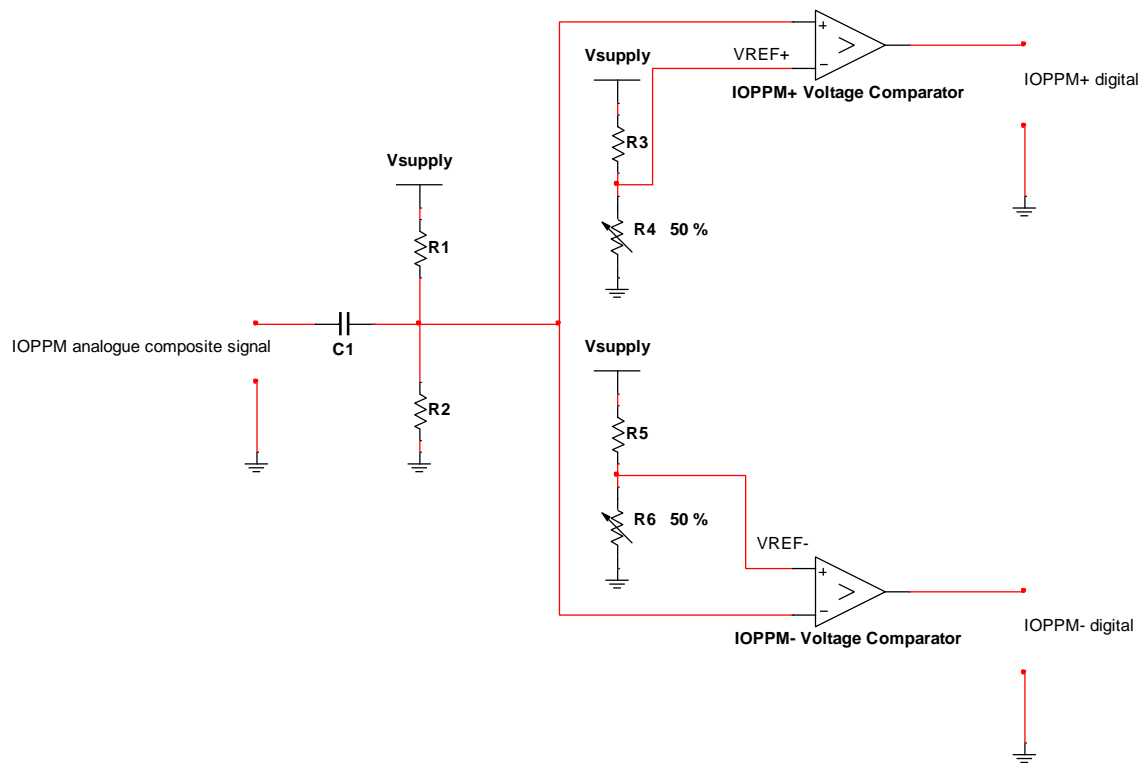 +
VREF+
−
IOPPM+ Voltage Comparator
IOPPM+ digital
Vsupply
R3
R4 50 %
Vsupply
R1
IOPPM analogue composite signal
C1
R2
Vsupply
R5
R6 50 %
VREF-
+
−
IOPPM- Voltage Comparator
IOPPM- digital